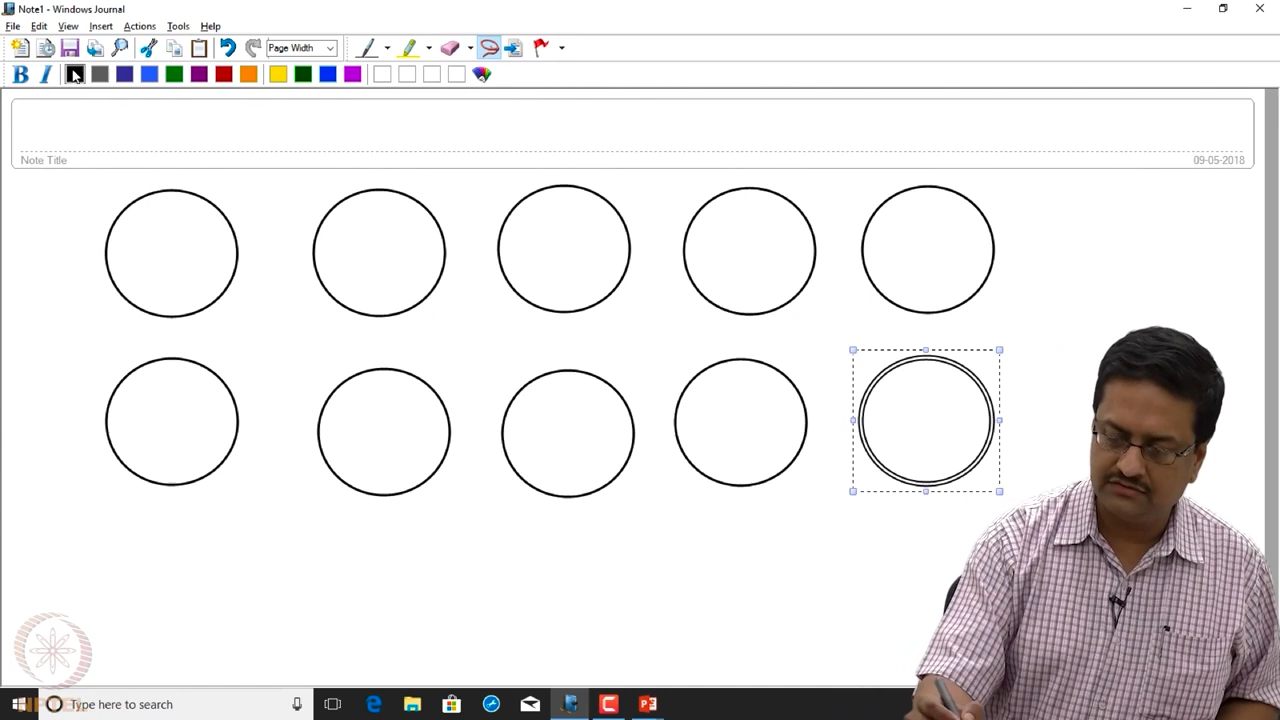 Note1 - Windows Journal
File Edit View Insert Actions Tools Help
Page Width
B I
Note Title
09-05-2018
Type here to search